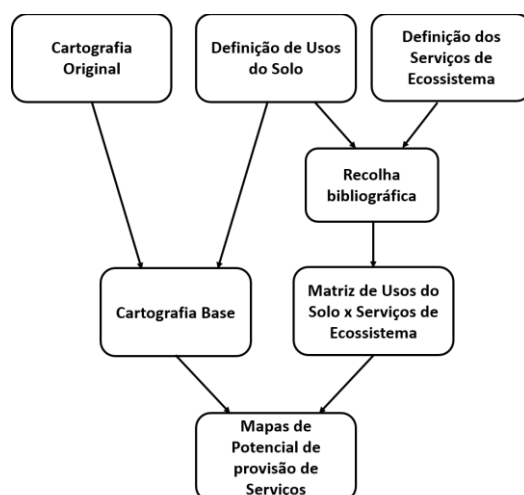 Cartografia
Original
Definição de Usos
do Solo
Definição dos
Serviços de
Ecossistema
Recolha
bibliográfica
Cartografia Base
Matriz de Usos do
Solo x Serviços de
Ecossistema
Mapas de
Potencial de
provisão de
Serviços